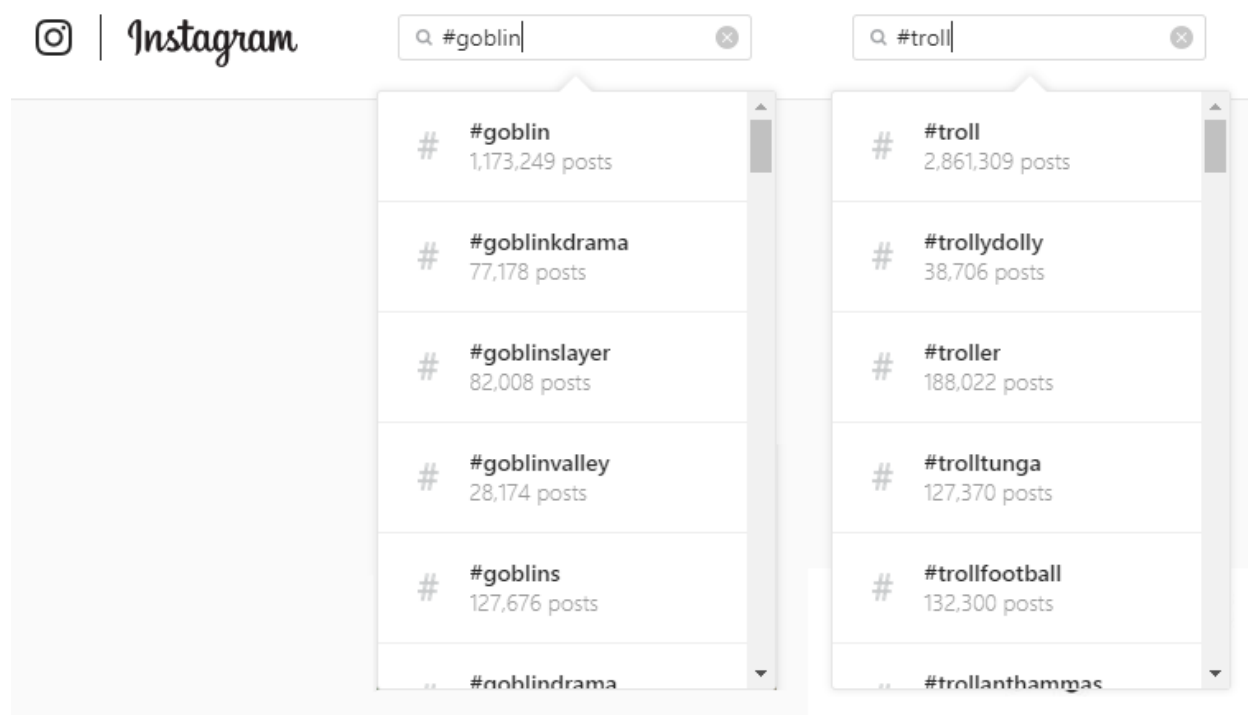 Instagram
#goblin
#goblin
1,173,249 posts
#goblinkdrama
77,178 posts
#goblinslayer
82,008 posts
#goblinvalley
28,174 posts
#goblins
127,676 posts
#goblindrama
#troll
#troll
2,861,309 posts
#trollydolly
38,706 posts
#troller
188,022 posts
#trolltunga
127,370 posts
#trollfootball
132,300 posts
#trollanthammas